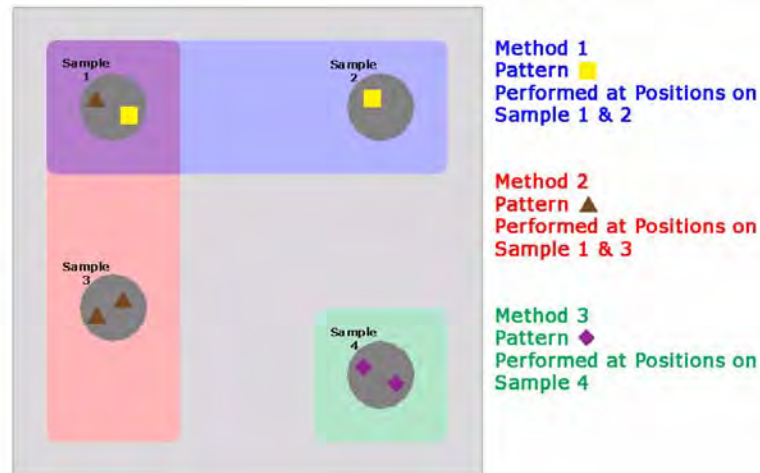 Sample
1
Sample
2
Sample
3
Sample
4
Method 1
Pattern
Performed at Positions on
Sample 1 & 2
Method 2
Pattern
Performed at Positions on
Sample 1 & 3
Method 3
Pattern
Performed at Positions on
Sample 4